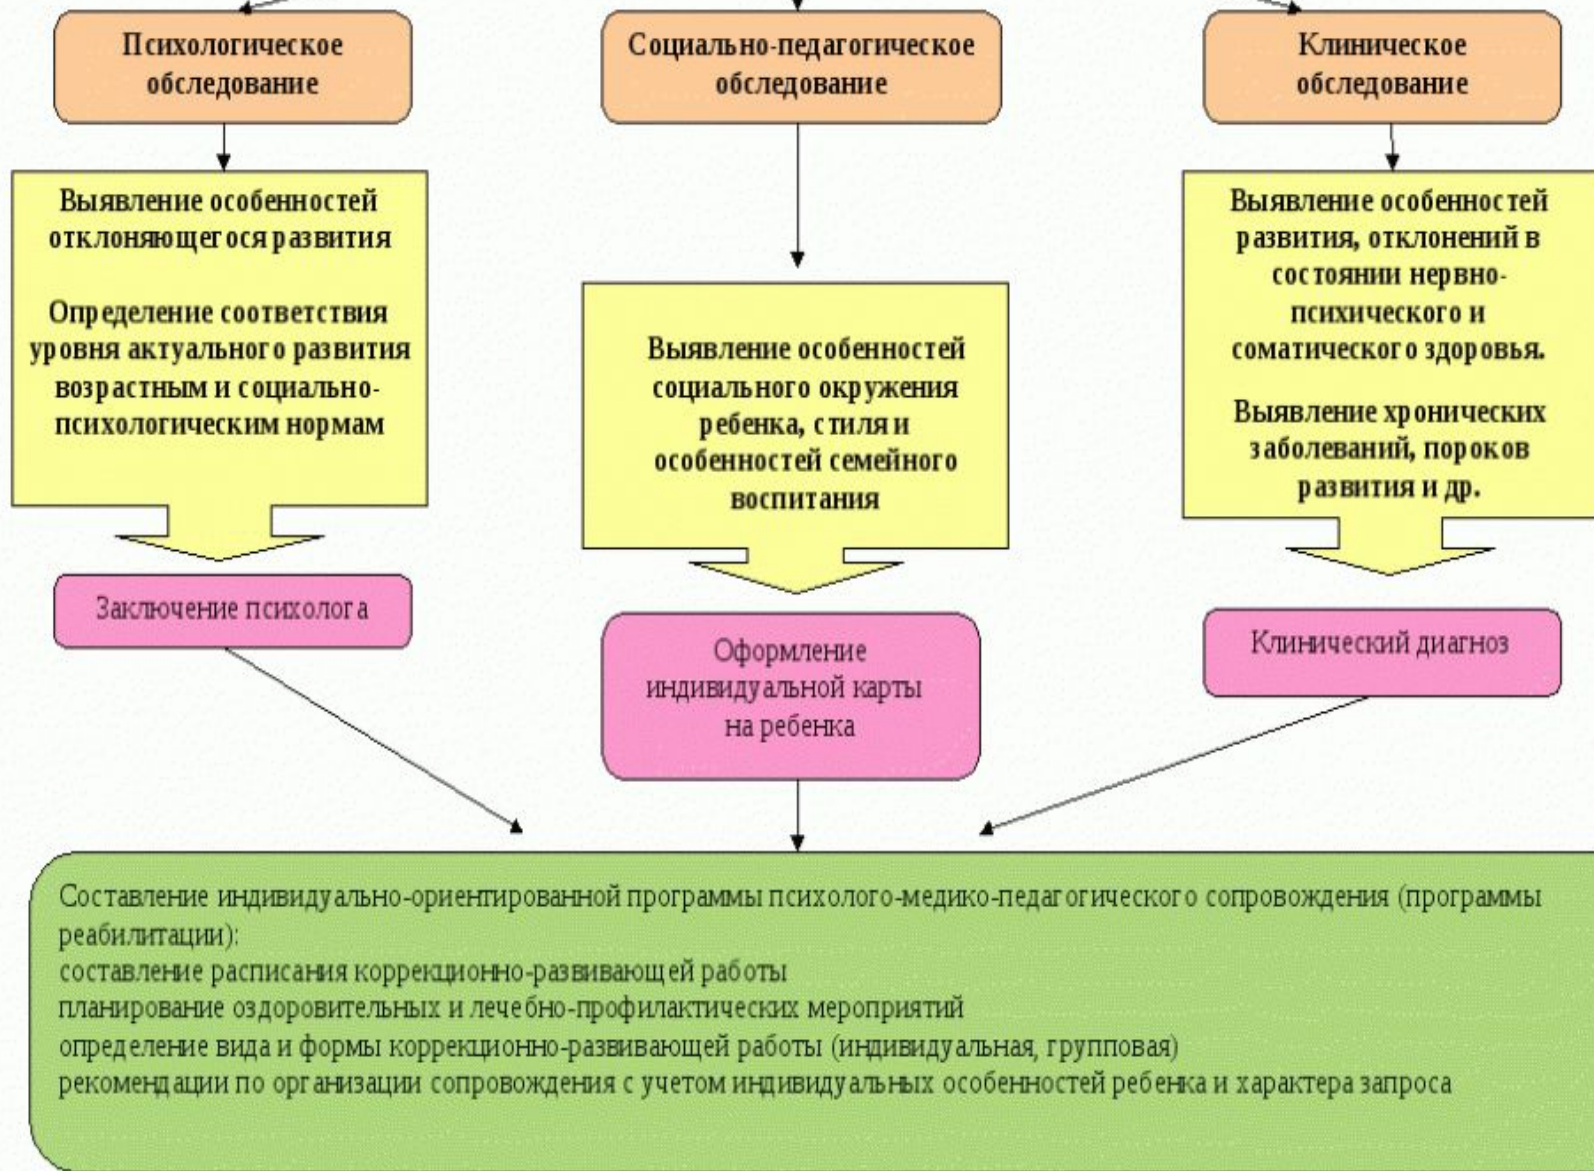 Психологическое
обследование
Социально-педагогическое
обследование
Клиническое
обследование
Выявление особенностей
отклоняющегося развития
Определение соответствия
уровня актуального развития
возрастным и социально-
психологическим нормам
Выявление особенностей
социального окружения
ребенка, стиля и
особенностей семейного
воспитания
Выявление особенностей
развития, отклонений в
состоянии нервно-
психического и
соматического здоровья.
Выявление хронических
заболеваний, пороков
развития и др.
Заключение психолога
Оформление
индивидуальной карты
на ребенка
Клинический диагноз
Составление индивидуально-ориентированной программы психолого-медико-педагогического сопровождения (программы
реабилитации):
составление расписания коррекционно-развивающей работы
планирование оздоровительных и лечебно-профилактических мероприятий
определение вида и формы коррекционно-развивающей работы (индивидуальная, групповая)
рекомендации по организации сопровождения с учетом индивидуальных особенностей ребенка и характера запроса